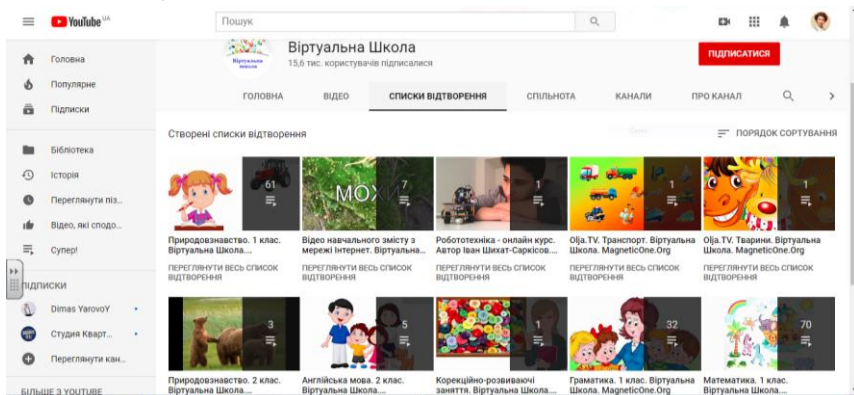 YouTube UA
Пошук
Віртуальна Школа
15,6 тис. користувачів підписалися
ПІДПИСАТИСЯ
ГОЛОВНА ВІДЕО СПИСКИ ВІДТВОРЕННЯ СПІЛЬНОТА КАНАЛИ ПРО КАНАЛ
Головна
Популярне
Підписки
Бібліотека
Історія
Переглянути піз...
Відео, які сподо...
Супер!
ПІДПИСКИ
Dimas YarovoY
Студия Кварт...
Переглянути кан...
БІЛЬШЕ З YOUTUBE
Створені списки відтворення
ПОРЯДОК СОРТУВАННЯ
Віртуальна школа
61
МОХИ 7
1
1
1
Природозвнавство. 1 клас.
Віртуальна Школа....
ПЕРЕГЛЯНУТИ ВЕСЬ СПИСОК
ВІДТВОРЕННЯ
Відео навчального змісту з
мережі Інтернет. Віртуальна...
ПЕРЕГЛЯНУТИ ВЕСЬ СПИСОК
ВІДТВОРЕННЯ
Робототехніка - онлайн курс.
Автор Іван Шихат-Саркісов....
ПЕРЕГЛЯНУТИ ВЕСЬ СПИСОК
ВІДТВОРЕННЯ
Olja.TV. Транспорт. Віртуальна
Школа. MagneticOne.Org
ПЕРЕГЛЯНУТИ ВЕСЬ СПИСОК
ВІДТВОРЕННЯ
Olja.TV. Тварини. Віртуальна
Школа. MagneticOne.Org
ПЕРЕГЛЯНУТИ ВЕСЬ СПИСОК
ВІДТВОРЕННЯ
3
5
1
32
70
Природозвнавство. 2 клас.
Віртуальна Школа....
Англійська мова. 2 клас.
Віртуальна Школа....
Корекційно-розвиваючі
заняття. Віртуальна Школа....
Граматика. 1 клас. Віртуальна
Школа. MagneticOne.Org
Математика. 1 клас.
Віртуальна Школа....